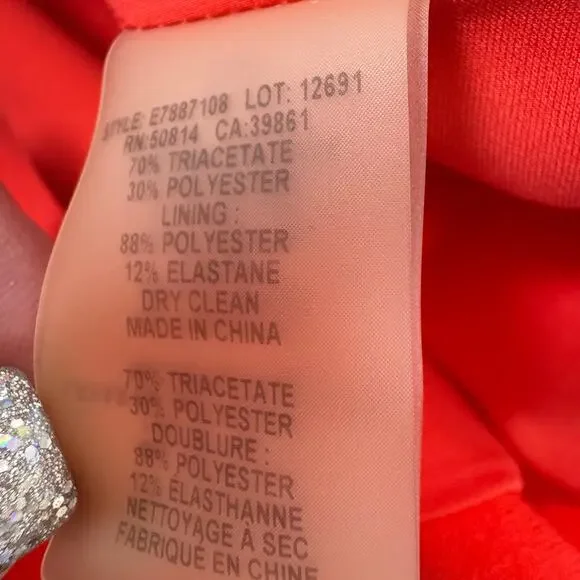 STYLE: E7887108 LOT: 12691
RN:50814 CA:39861
70% TRIACETATE
30% POLYESTER
LINING :
88% POLYESTER
12% ELASTANE
DRY CLEAN
MADE IN CHINA
70% TRIACETATE
30% POLYESTER
DOUBLURE :
88% POLYESTER
12% ÉLASTHANNE
NETTOYAGE À SEC
FABRIQUÉ EN CHINE